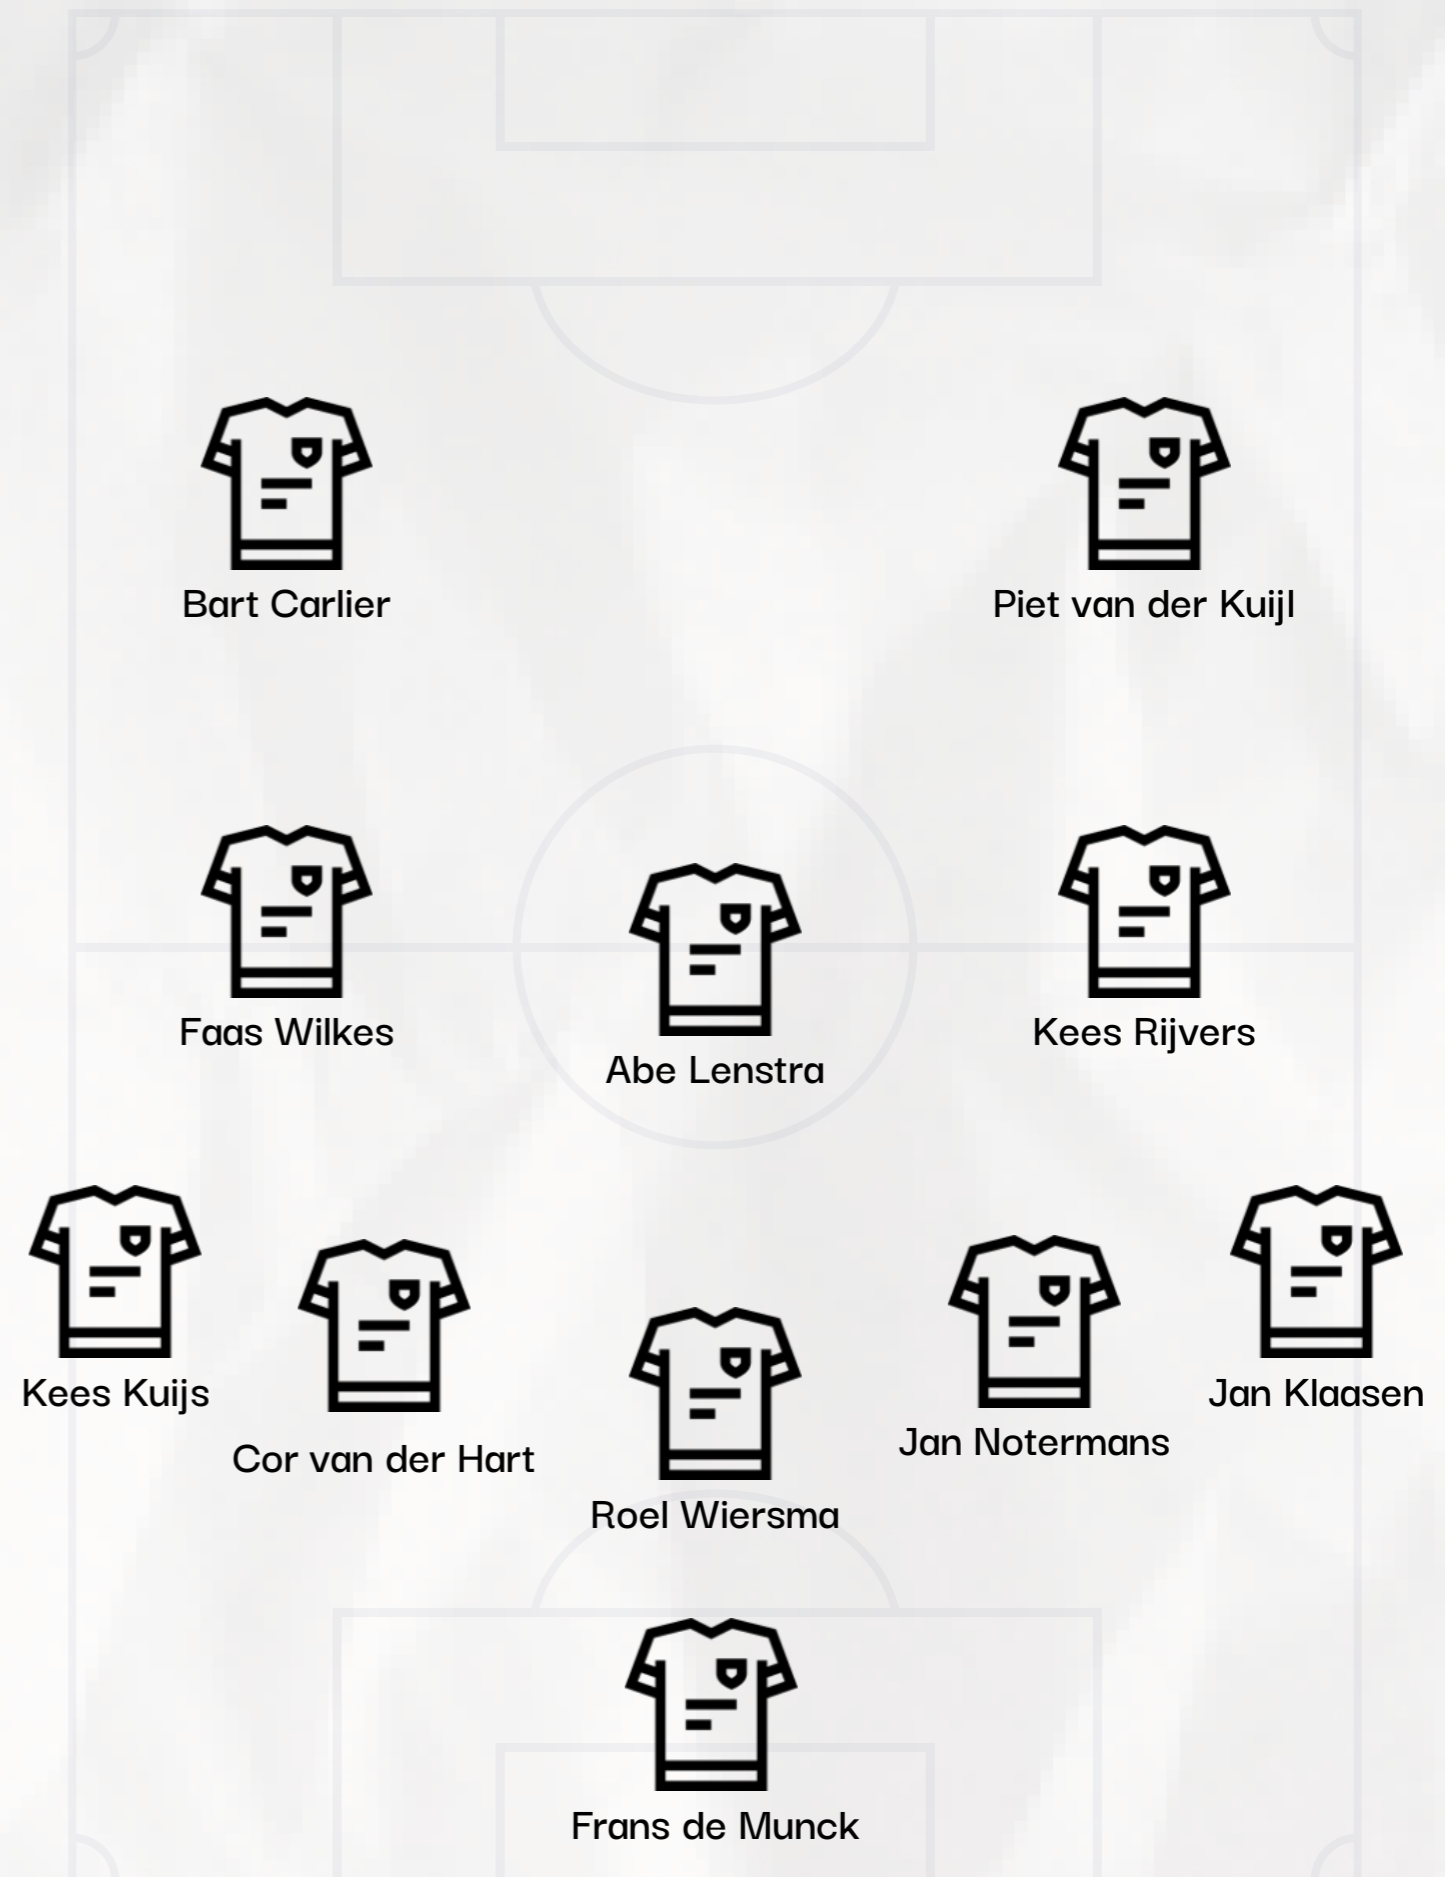 Bart Carlier
Piet van der Kuijl
Faas Wilkes
Abe Lenstra
Kees Rijvers
Kees Kuijs
Cor van der Hart
Roel Wiersma
Jan Notermans
Jan Klaasen
Frans de Munck